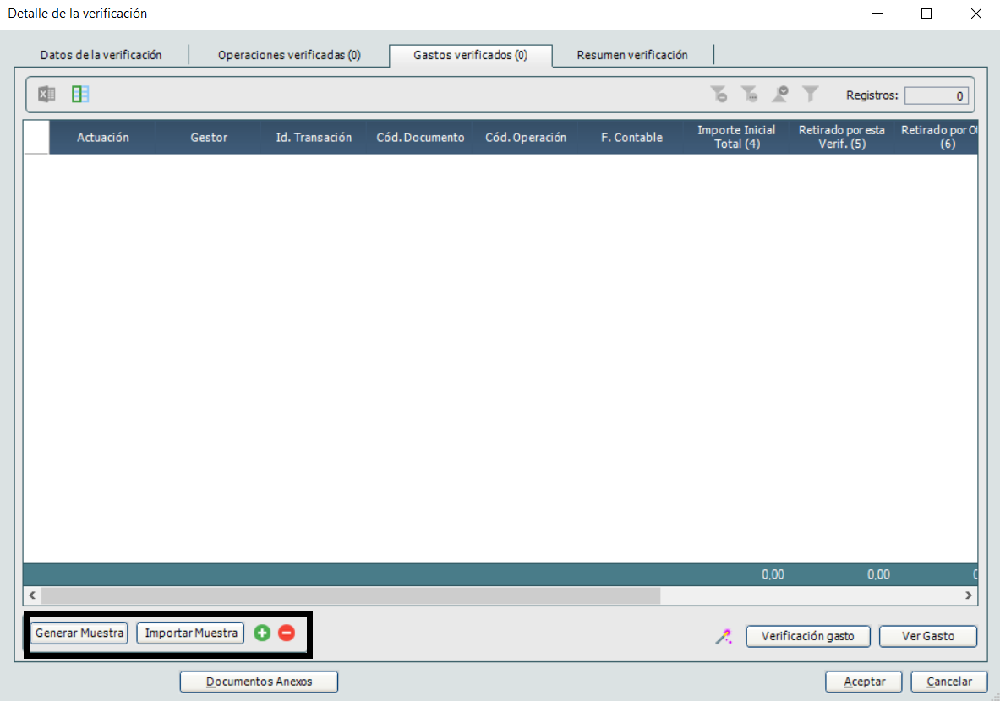 Detalle de la verificación
Datos de la verificación
Operaciones verificadas (0)
Gastos verificados (0)
Resumen verificación
Registros:
0
Actuación
Gestor
Id. Transación
Cód. Documento
Cód. Operación
F. Contable
Importe Inicial
Total (4)
Retirado por esta
Verif. (5)
Retirado por
(6)
0,00
0,00
Generar Muestra
Importar Muestra
Verificación gasto
Ver Gasto
Documentos Anexos
Aceptar
Cancelar